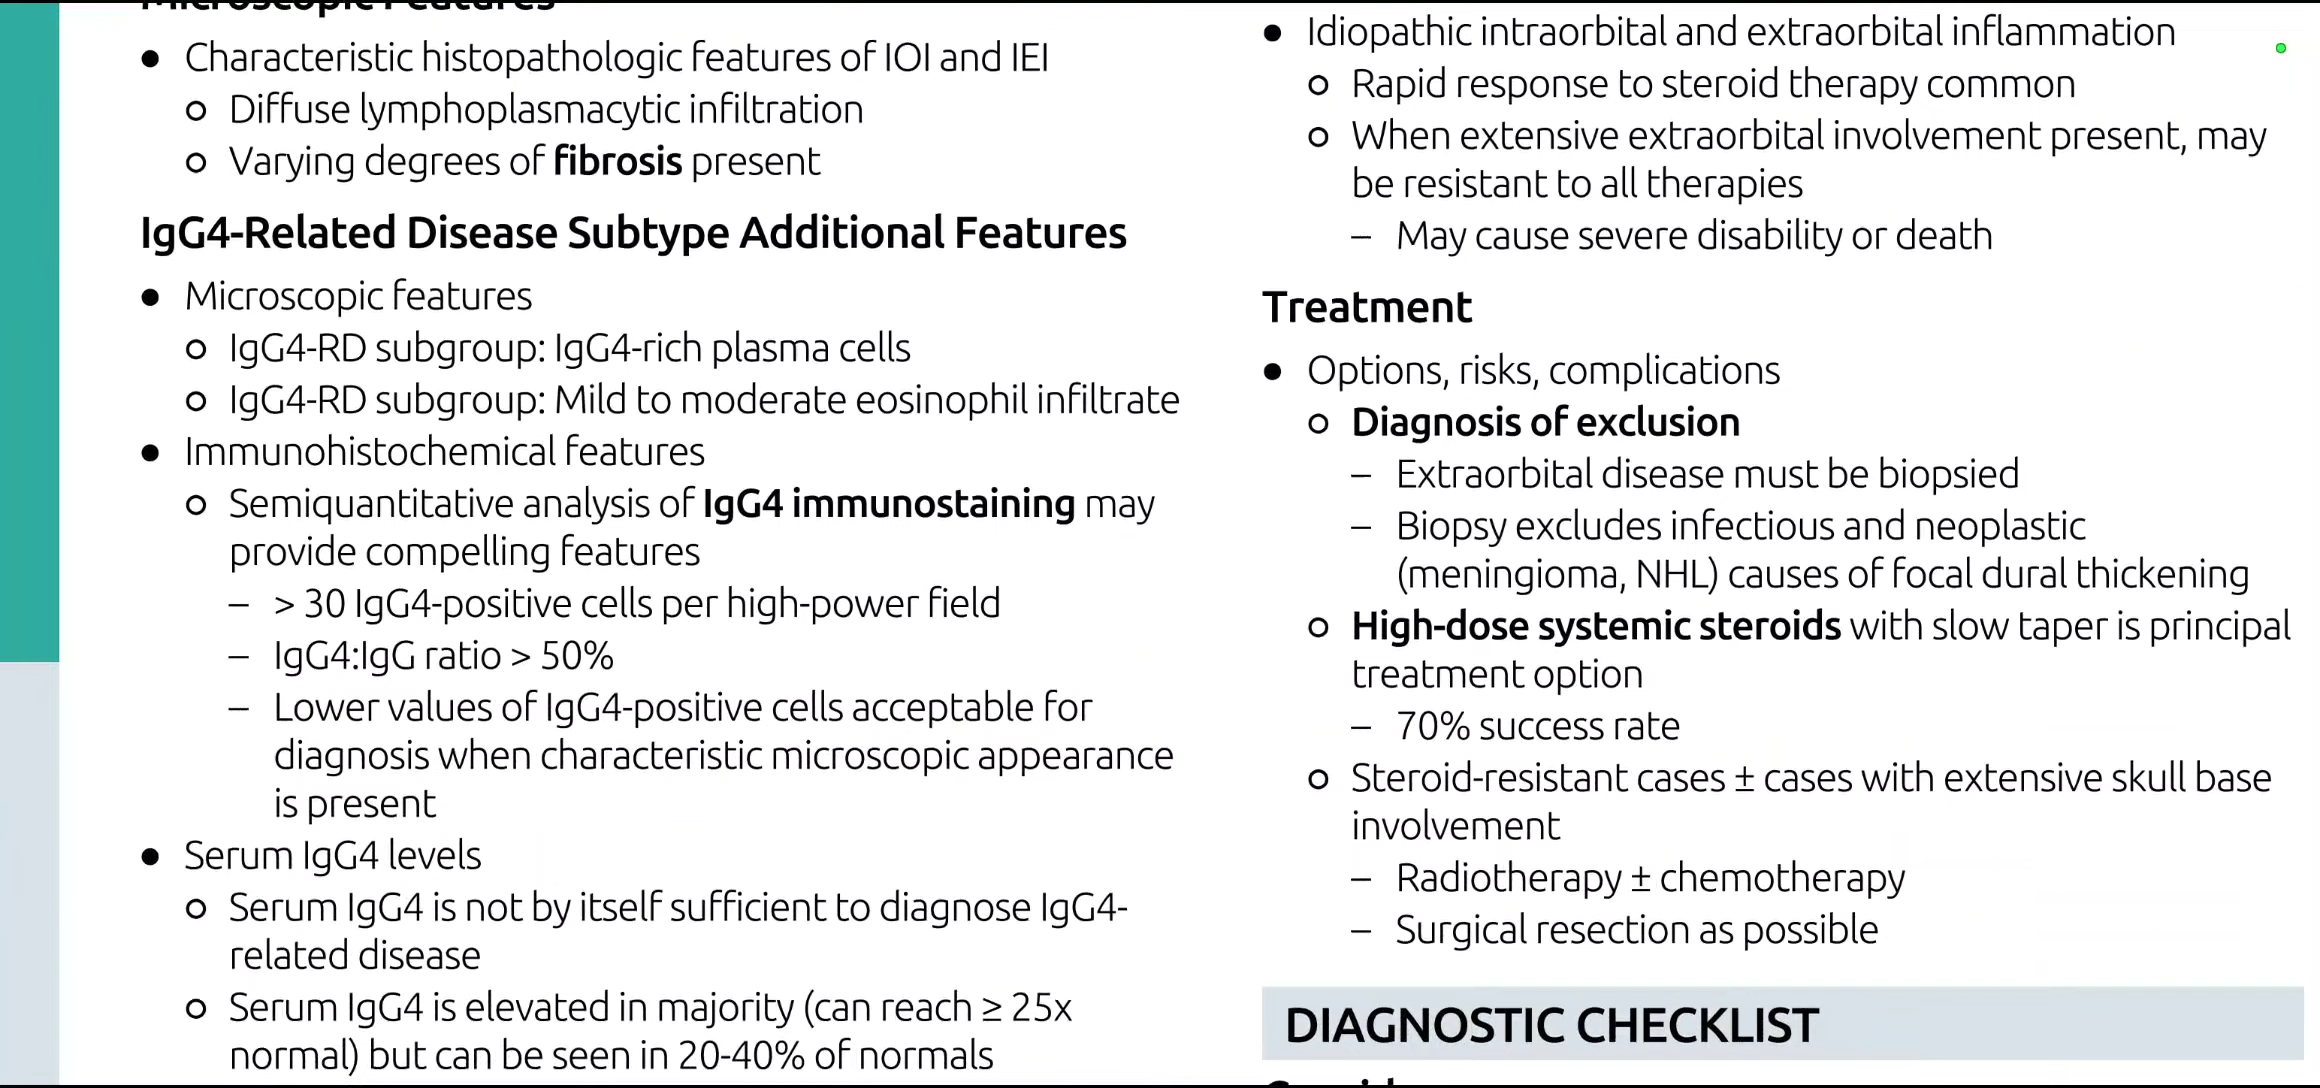 Microscopic Features
● Characteristic histopathologic features of IOI and IEI
○ Diffuse lymphoplasmacytic infiltration
○ Varying degrees of fibrosis present
IgG4-Related Disease Subtype Additional Features
● Microscopic features
○ IgG4-RD subgroup: IgG4-rich plasma cells
○ IgG4-RD subgroup: Mild to moderate eosinophil infiltrate
● Immunohistochemical features
○ Semiquantitative analysis of IgG4 immunostaining may
provide compelling features
– > 30 IgG4-positive cells per high-power field
– IgG4:IgG ratio > 50%
– Lower values of IgG4-positive cells acceptable for
diagnosis when characteristic microscopic appearance
is present
● Serum IgG4 levels
○ Serum IgG4 is not by itself sufficient to diagnose IgG4-
related disease
○ Serum IgG4 is elevated in majority (can reach ≥ 25x
normal) but can be seen in 20-40% of normals
● Idiopathic intraorbital and extraorbital inflammation
○ Rapid response to steroid therapy common
○ When extensive extraorbital involvement present, may
be resistant to all therapies
– May cause severe disability or death
Treatment
● Options, risks, complications
○ Diagnosis of exclusion
– Extraorbital disease must be biopsied
– Biopsy excludes infectious and neoplastic
(meningioma, NHL) causes of focal dural thickening
○ High-dose systemic steroids with slow taper is principal
treatment option
– 70% success rate
○ Steroid-resistant cases ± cases with extensive skull base
involvement
– Radiotherapy ± chemotherapy
– Surgical resection as possible
DIAGNOSTIC CHECKLIST